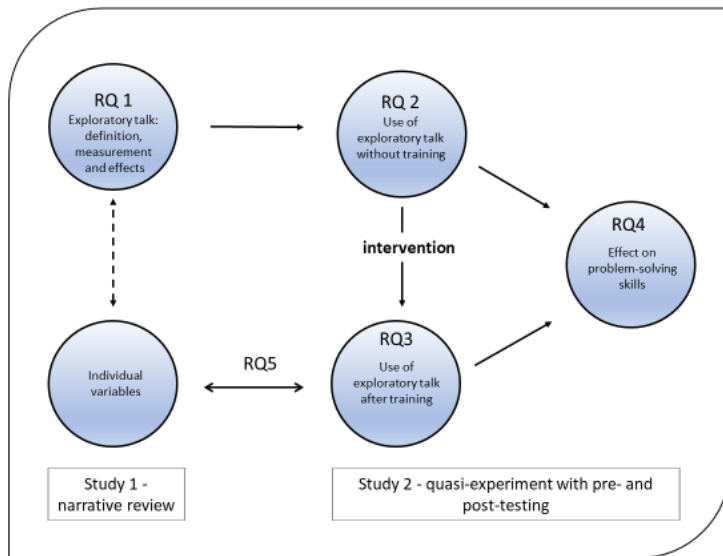 RQ 1
Exploratory talk:
definition,
measurement
and effects
RQ 2
Use of
exploratory talk
without training
intervention
RQ4
Effect on
problem-solving
skills
Individual
variables
RQ5
RQ3
Use of
exploratory talk
after training
Study 1 -
narrative review
Study 2 - quasi-experiment with pre- and
post-testing